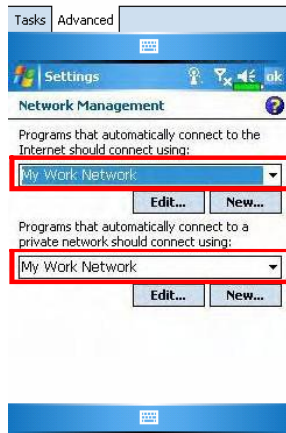 Tasks Advanced
Settings ok
Network Management
Programs that automatically connect to the
Internet should connect using:
My Work Network
Edit... New...
Programs that automatically connect to a
private network should connect using:
My Work Network
Edit... New...